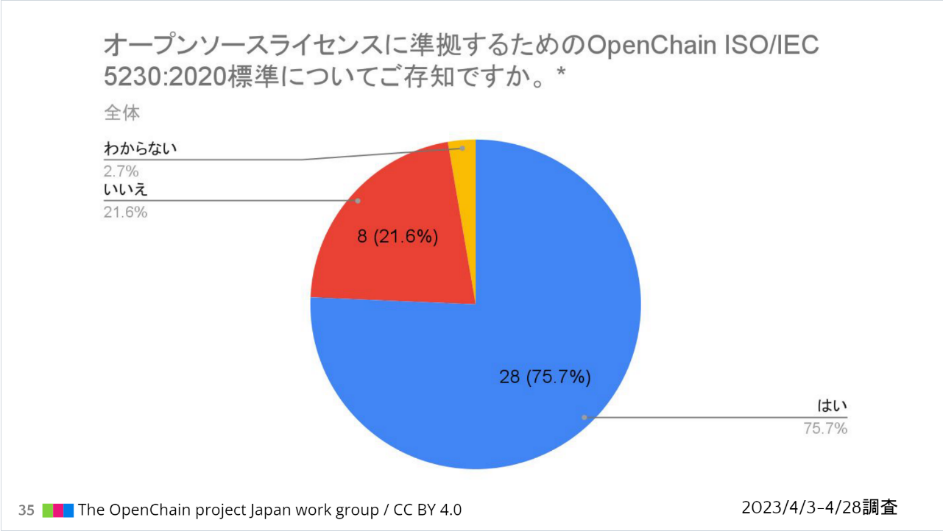 オープンソースライセンスに準拠するためのOpenChain ISO/IEC
5230:2020標準についてご存知ですか。*
全体
わからない
2.7%
いいえ
21.6%
8 (21.6%)
28 (75.7%)
はい
75.7%
35 The OpenChain project Japan work group / CC BY 4.0
2023/4/3-4/28調査